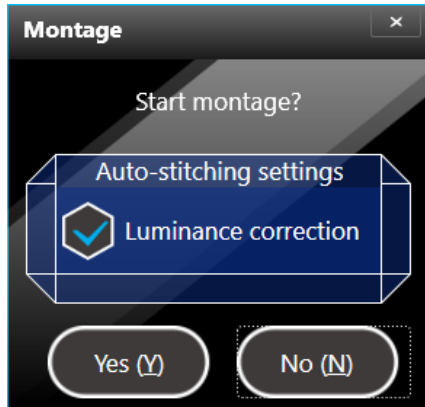 Montage
Start montage?
Auto-stitching settings
Luminance correction
Yes (Y)
No (N)